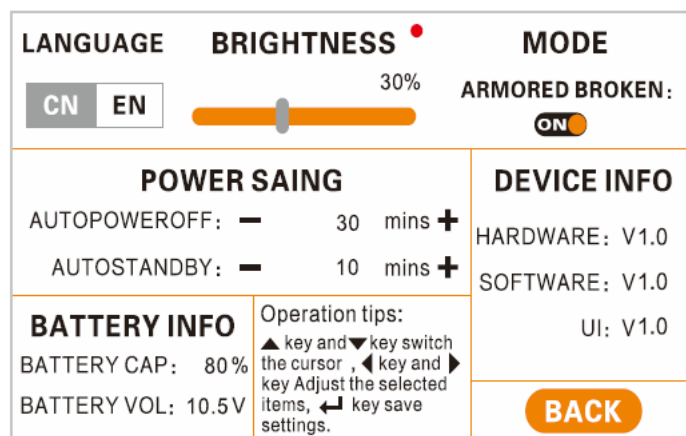 LANGUAGE
CN EN
BRIGHTNESS
30%
MODE
ARMORED BROKEN:
ON
POWER SAING
AUTOPOWEROFF: − 30 mins +
AUTOSTANDBY: − 10 mins +
DEVICE INFO
HARDWARE: V1.0
SOFTWARE: V1.0
UI: V1.0
BATTERY INFO
BATTERY CAP: 80%
BATTERY VOL: 10.5V
Operation tips:
▲ key and▼key switch
the cursor , ◀ key and ▶
key Adjust the selected
items, ↵ key save
settings.
BACK